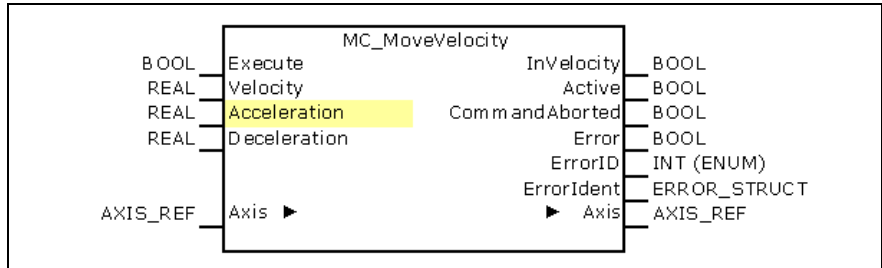 MC_MoveVelocity
BOOL Execute InVelocity BOOL
REAL Velocity Active BOOL
REAL Acceleration CommandAborted BOOL
REAL Deceleration Error BOOL
ErrorID INT (ENUM)
ErrorIdent ERROR_STRUCT
AXIS_REF Axis ► ► Axis AXIS_REF